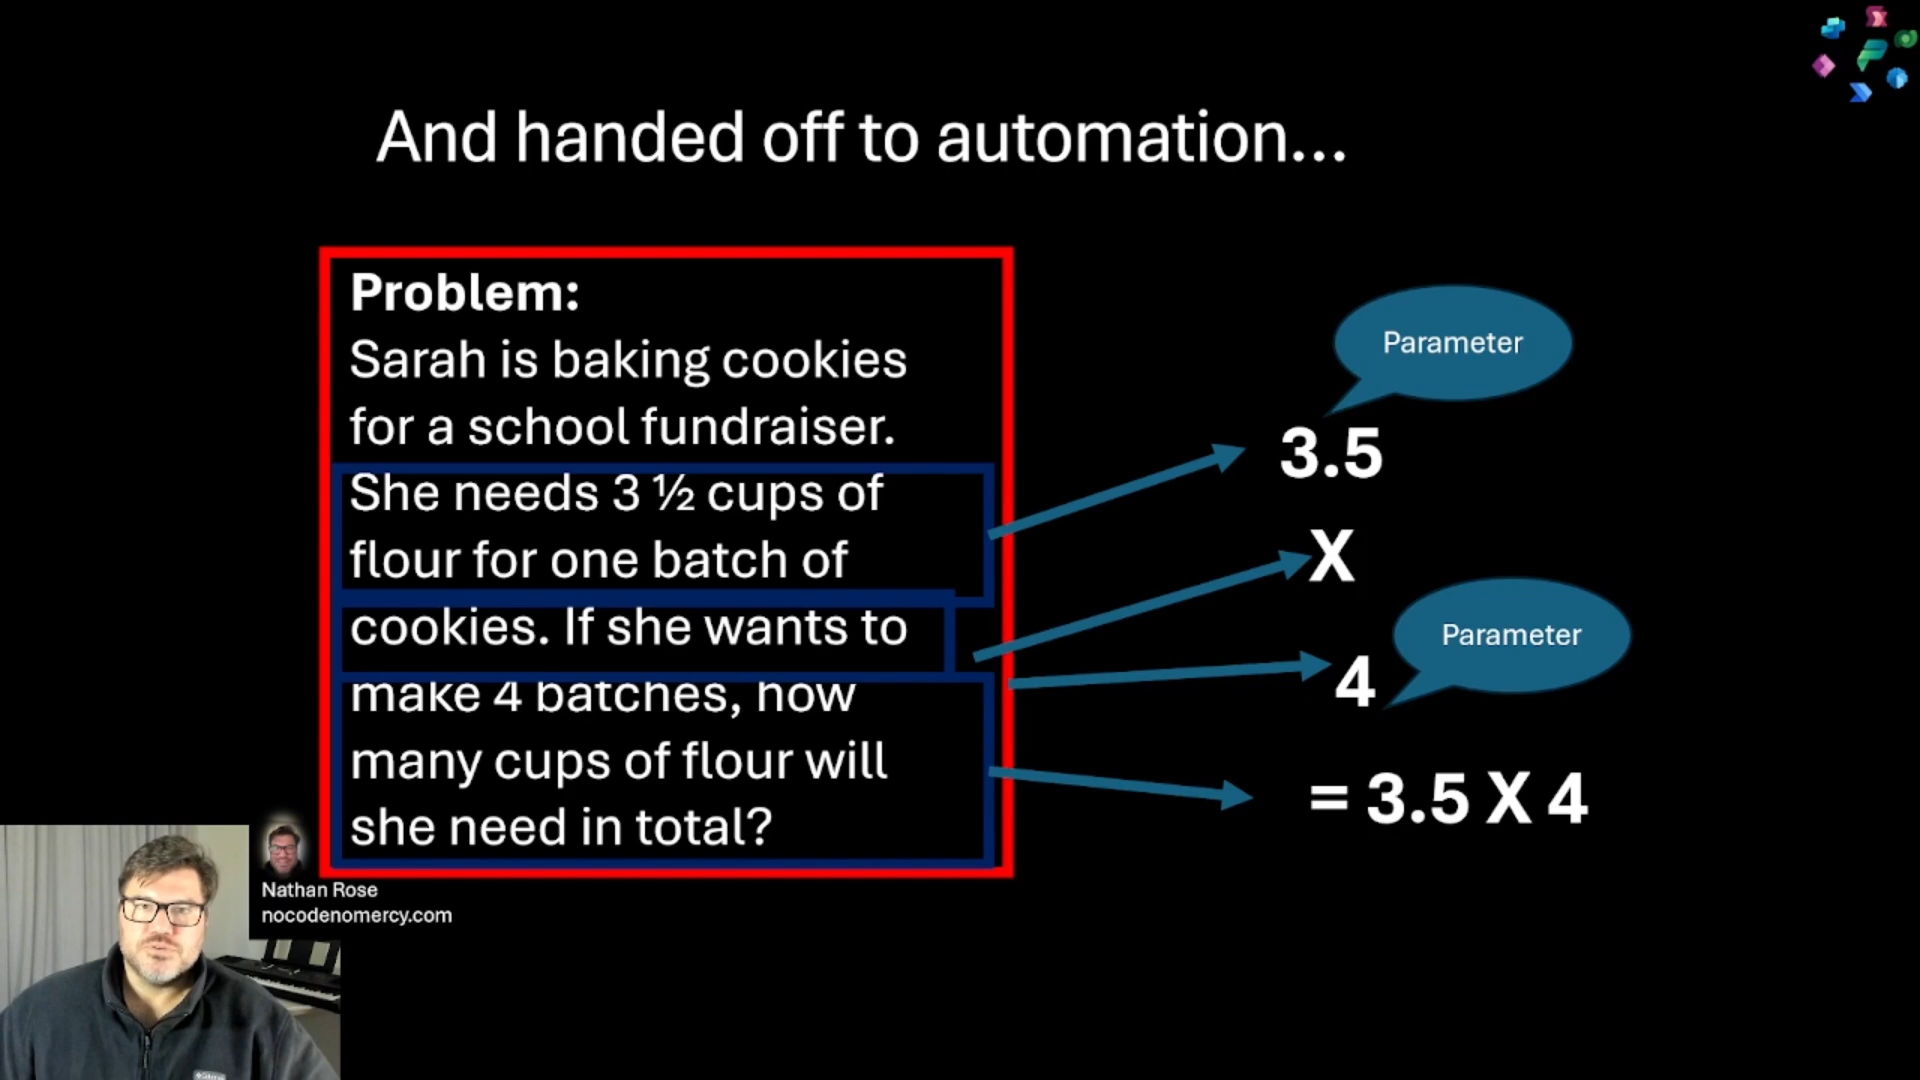 And handed off to automation...
Problem:
Sarah is baking cookies
for a school fundraiser.
She needs 3 ½ cups of
flour for one batch of
cookies. If she wants to
make 4 batches, how
many cups of flour will
she need in total?
Parameter
3.5
X
Parameter
4
= 3.5 X 4
Nathan Rose
nocodenomercy.com